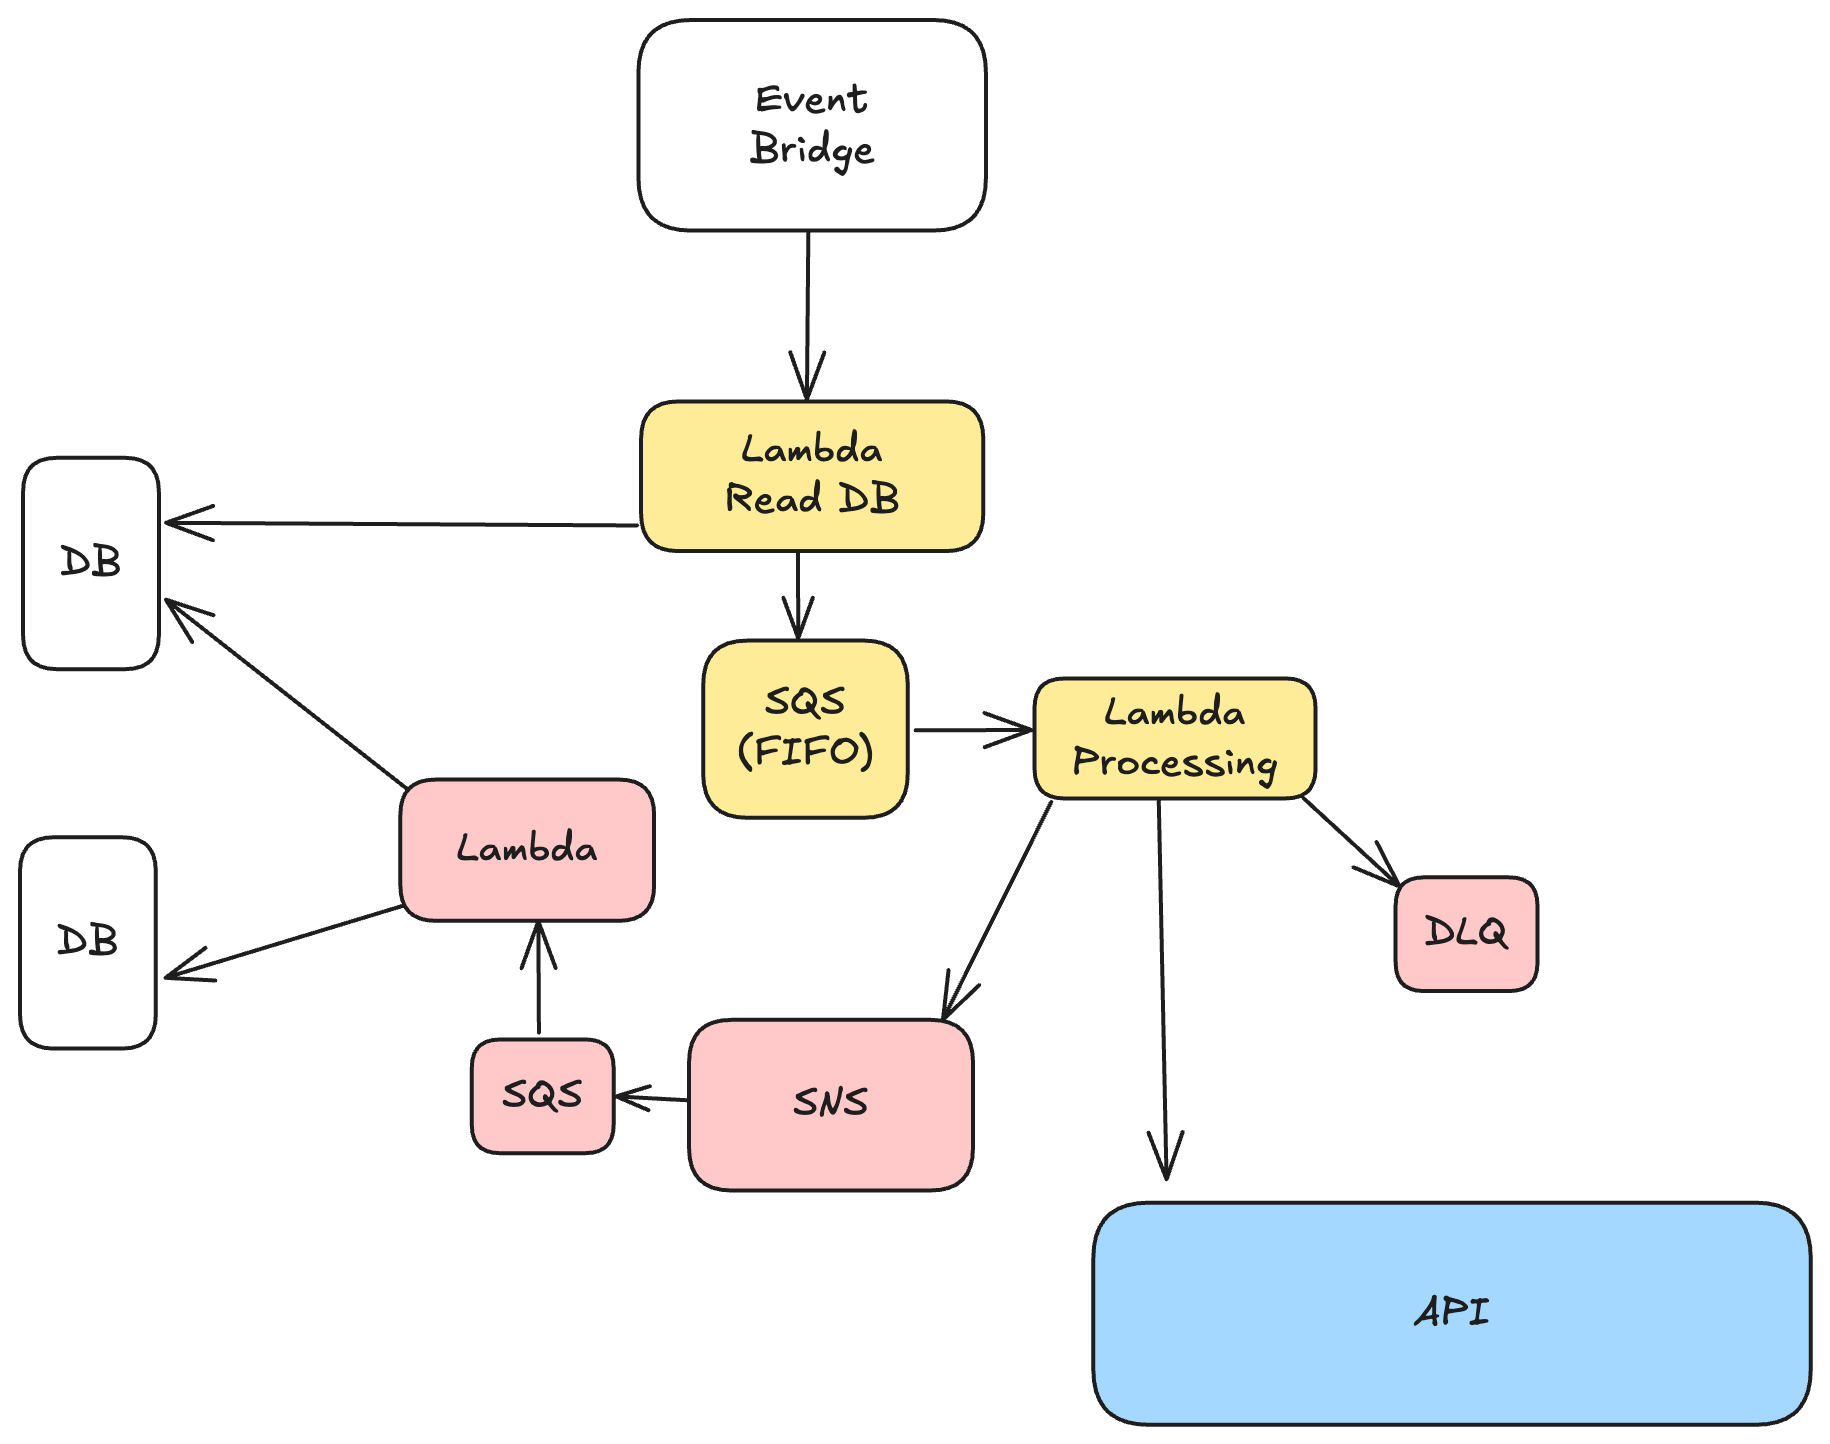 Event
Bridge
Lambda
Read DB
DB
SQS
(FIFO)
Lambda
Processing
Lambda
DB
DLQ
SQS
SNS
API